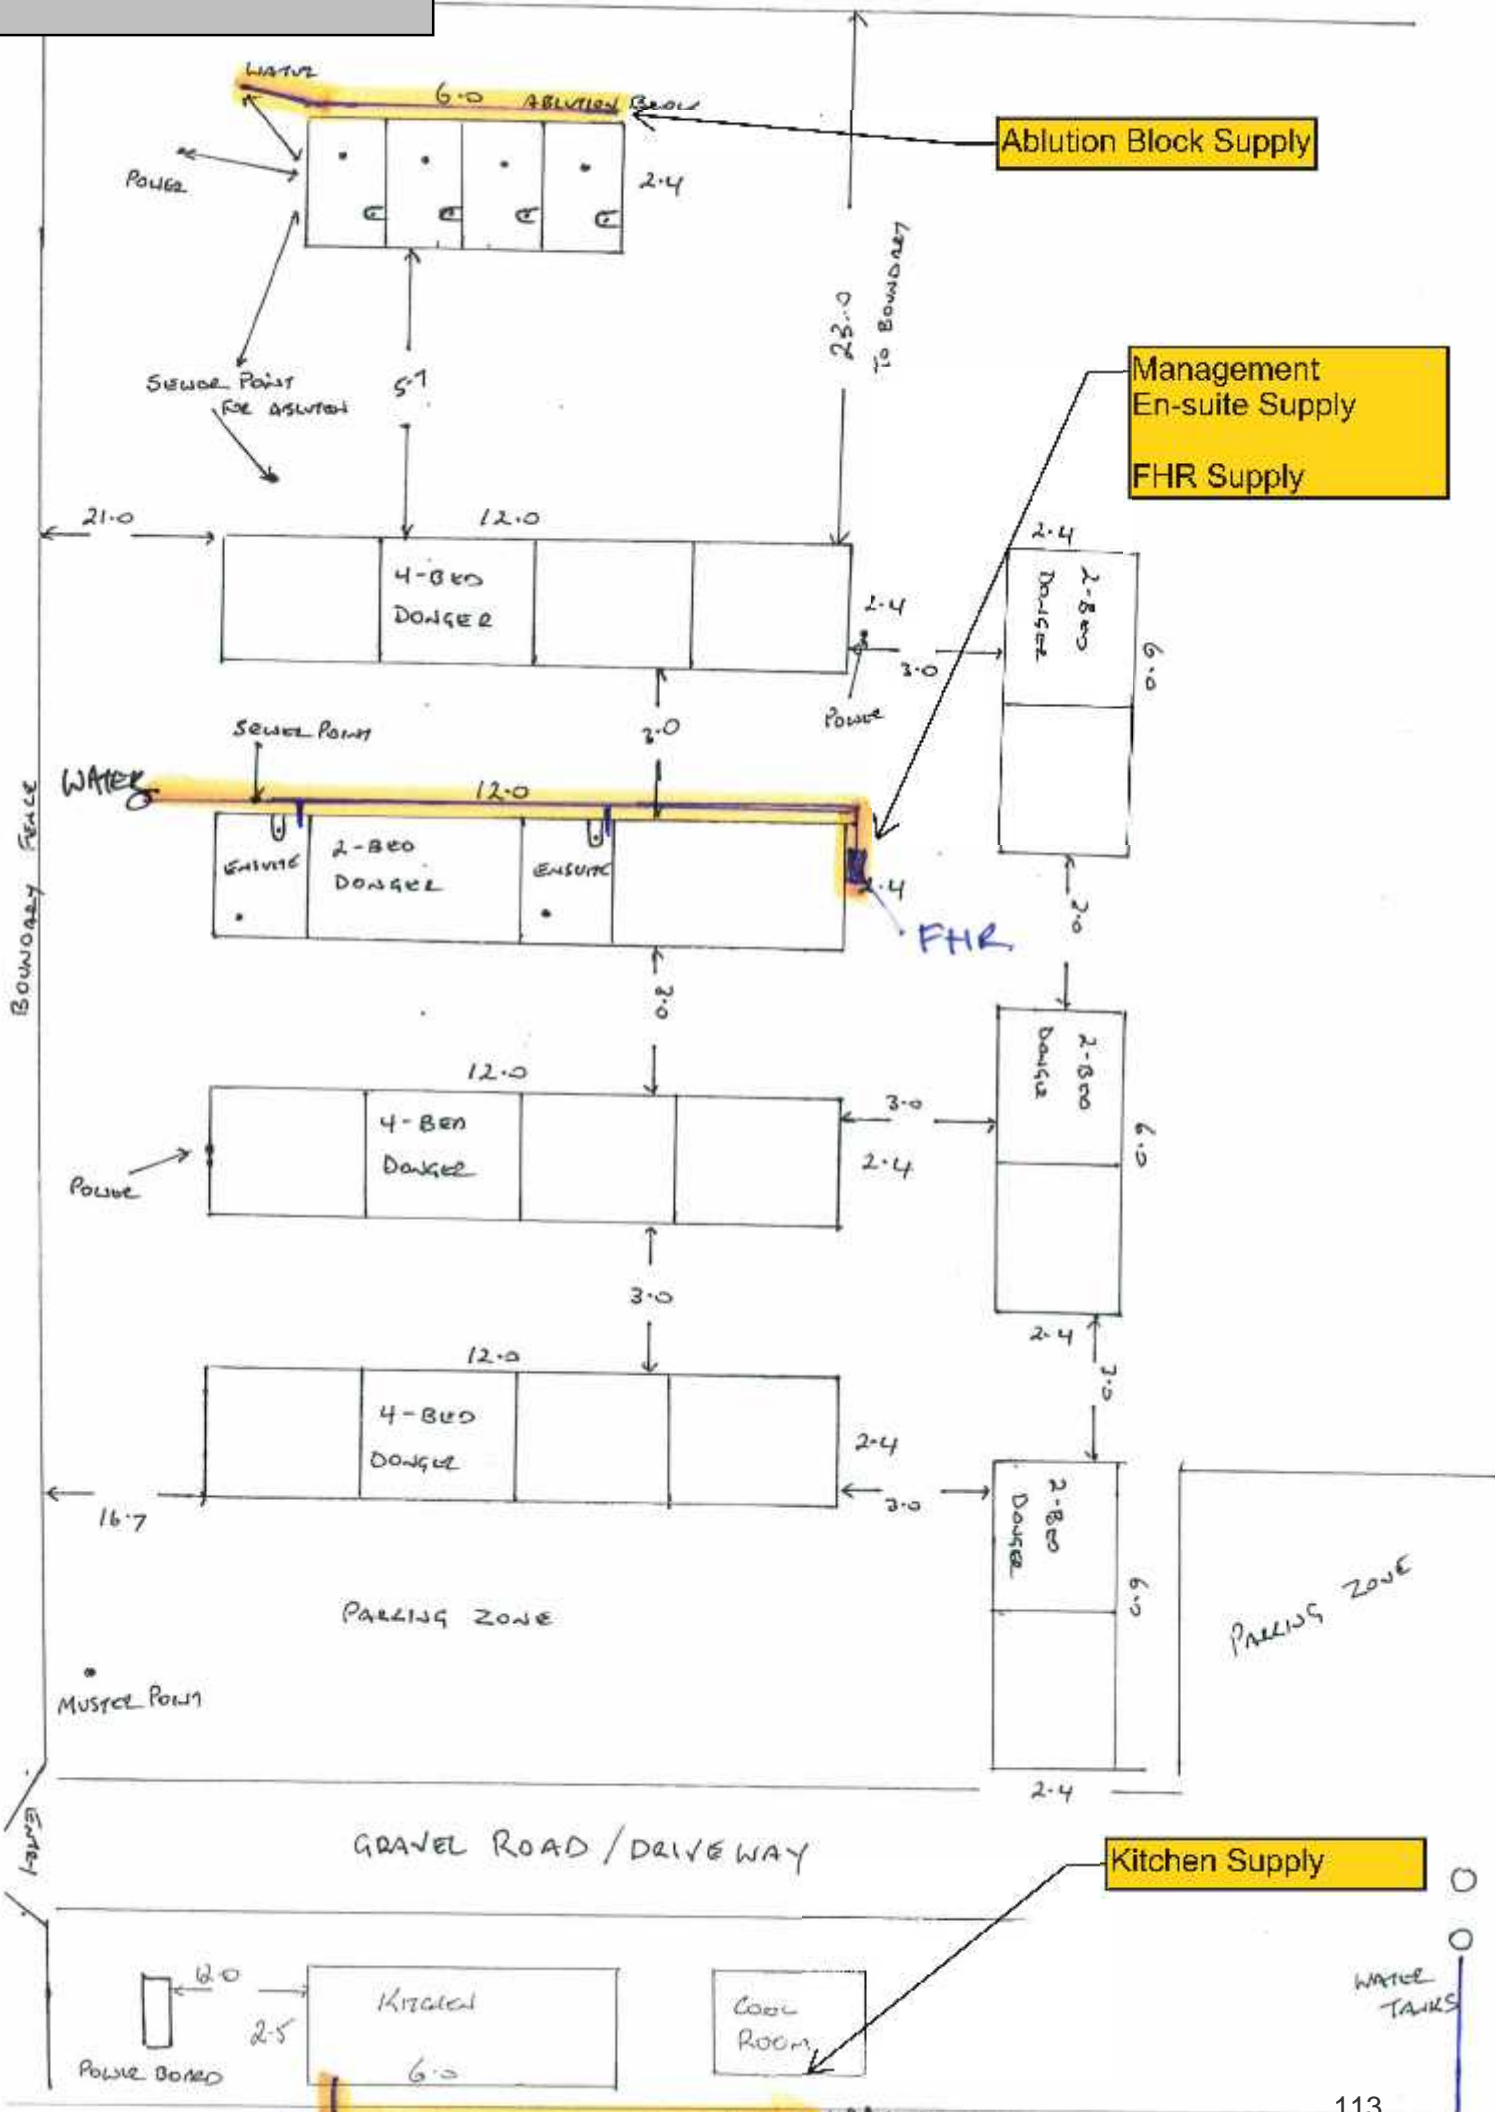 WATER
6.0 ABLUTION BLOCK
Ablution Block Supply
POWER
2.4
23.0
TO BOUNDARY
SEWER POINT
FOR ABLUTION
5.7
Management
En-suite Supply
FHR Supply
21.0
12.0
4-BED
DONGER
2.4
3.0
POWER
2.4
2-BED
DONGER
6.0
3.0
SEWER POINT
WATER
12.0
ENSUITE
2-BED
DONGER
ENSUITE
2.4
FHR
BOUNDARY FENCE
3.0
3.0
12.0
4-BED
DONGER
POWER
3.0
2.4
2-BED
DONGER
6.0
2.4
3.0
3.0
12.0
4-BED
DONGER
2.4
16.7
3.0
2-BED
DONGER
6.0
2.4
PARKING ZONE
PARKING ZONE
MUSTER POINT
ENTRY
GRAVEL ROAD / DRIVEWAY
Kitchen Supply
2.5
KITCHEN
6.0
COOL
ROOM
POWER BOARD
WATER
TANKS
113